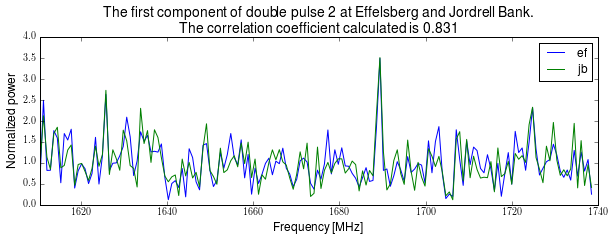 The first component of double pulse 2 at Effelsberg and Jordrell Bank.
The correlation coefficient calculated is 0.831
4.0
3.5
3.0
2.5
2.0
1.5
1.0
0.5
0.0
Normalized power
ef
jb
1620 1640 1660 1680 1700 1720 1740
Frequency [MHz]